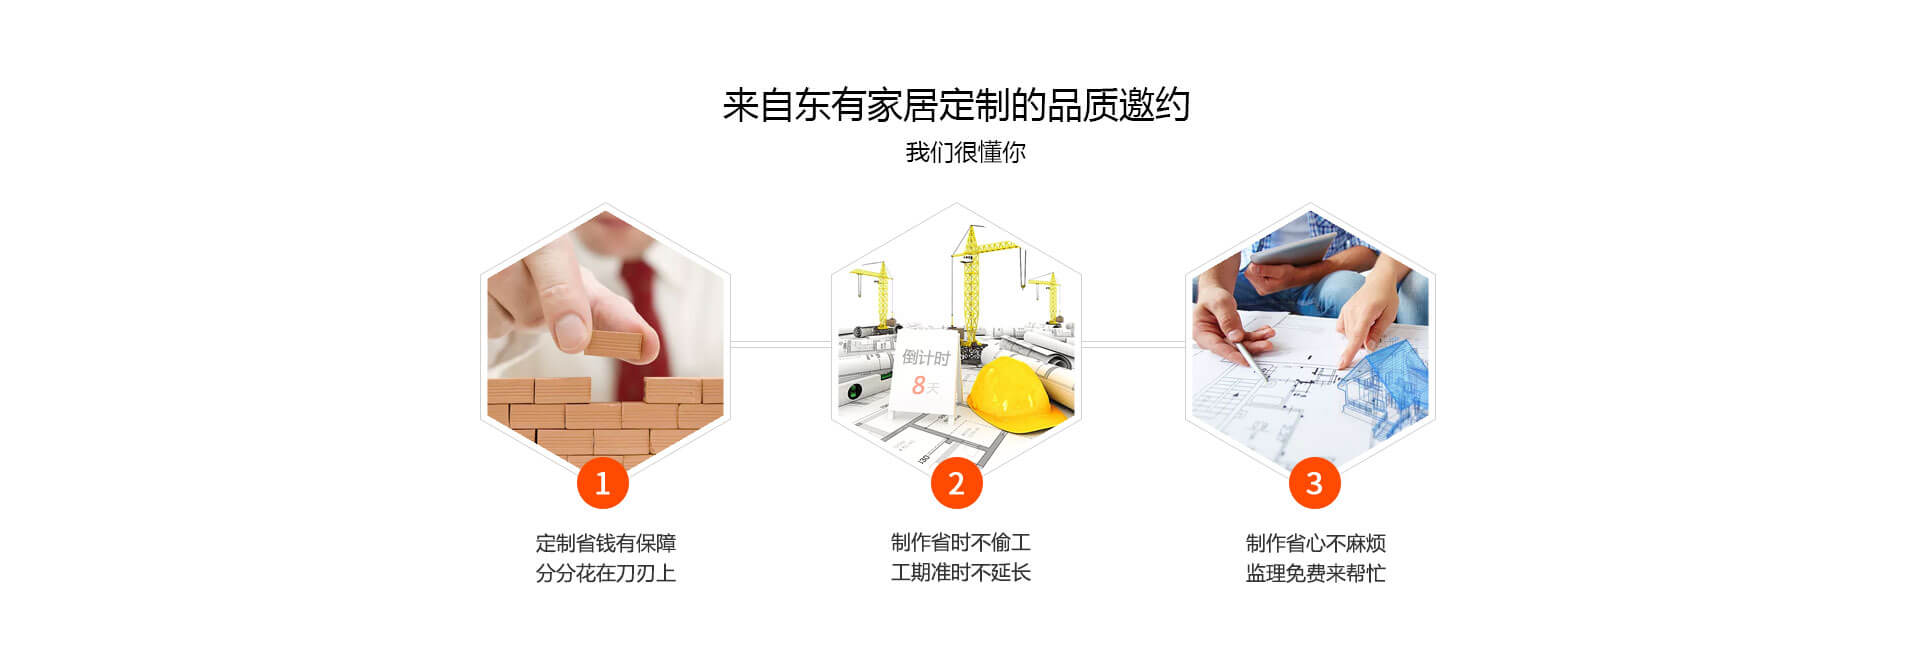 来自东有家居定制的品质邀约
我们很懂你
倒计时
8天
130
1
2
3
定制省钱有保障
分分花在刀刃上
制作省时不偷工
工期准时不延长
制作省心不麻烦
监理免费来帮忙